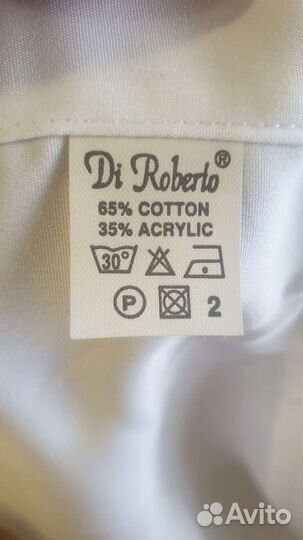 Di Roberto®
65% COTTON
35% ACRYLIC
30°
P 2
Avito